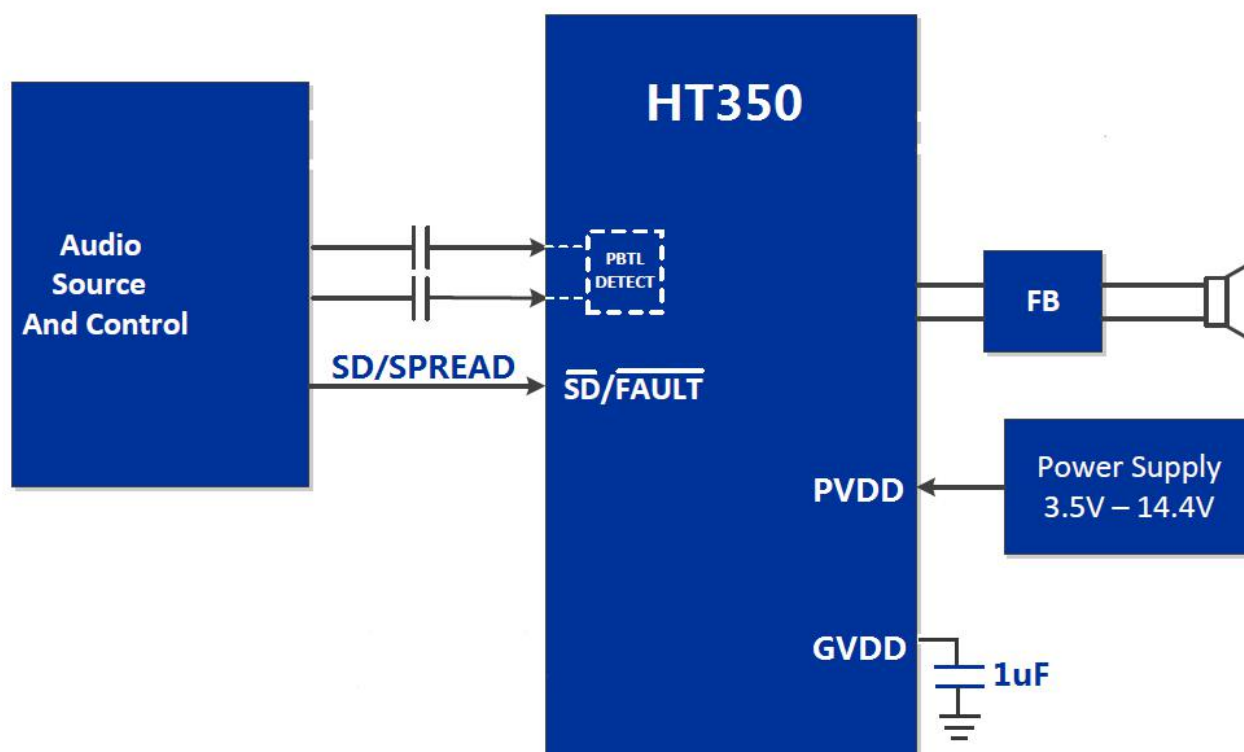 HT350
Audio
Source
And Control
PBTL
DETECT
SD/SPREAD
SD/FAULT
FB
Power Supply
3.5V – 14.4V
PVDD
GVDD
1uF